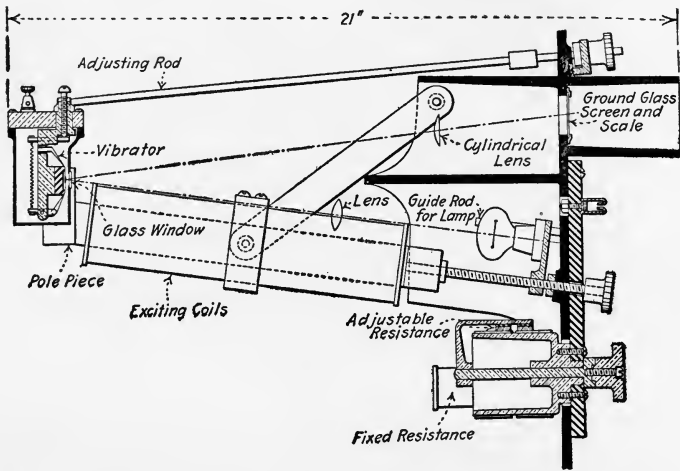 21"
Adjusting Rod
Ground Glass
Screen and
Scale
Vibrator
Cylindrical
Lens
Lens
Guide Rod
for Lamp
Glass Window
Pole Piece
Exciting Coils
Adjustable
Resistance
Fixed Resistance